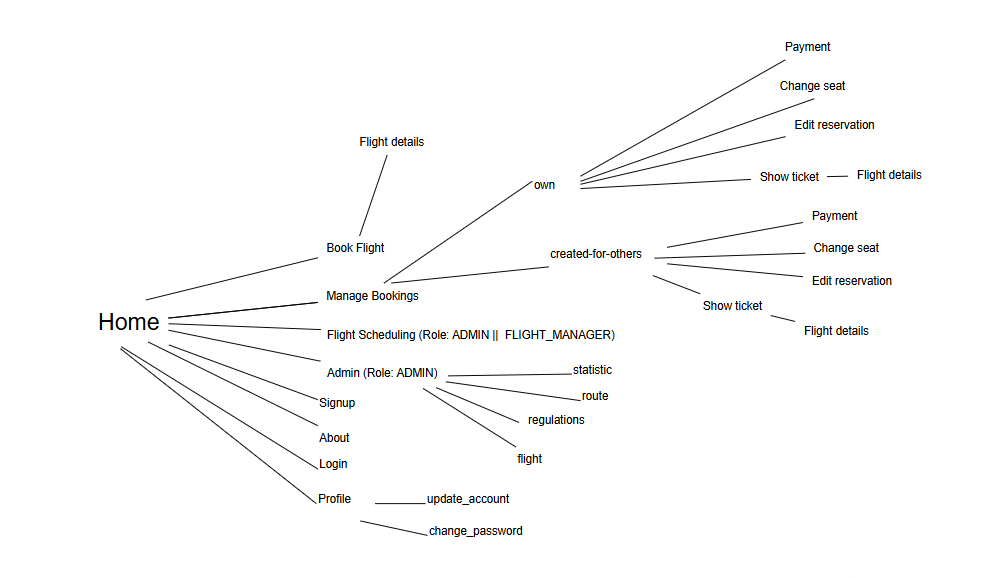 Payment
Change seat
Edit reservation
Flight details
Show ticket
Flight details
own
Payment
Book Flight
created-for-others
Change seat
Edit reservation
Manage Bookings
Show ticket
Home
Flight details
Flight Scheduling (Role: ADMIN || FLIGHT_MANAGER)
Admin (Role: ADMIN)
statistic
route
Signup
regulations
About
flight
Login
Profile
update_account
change_password